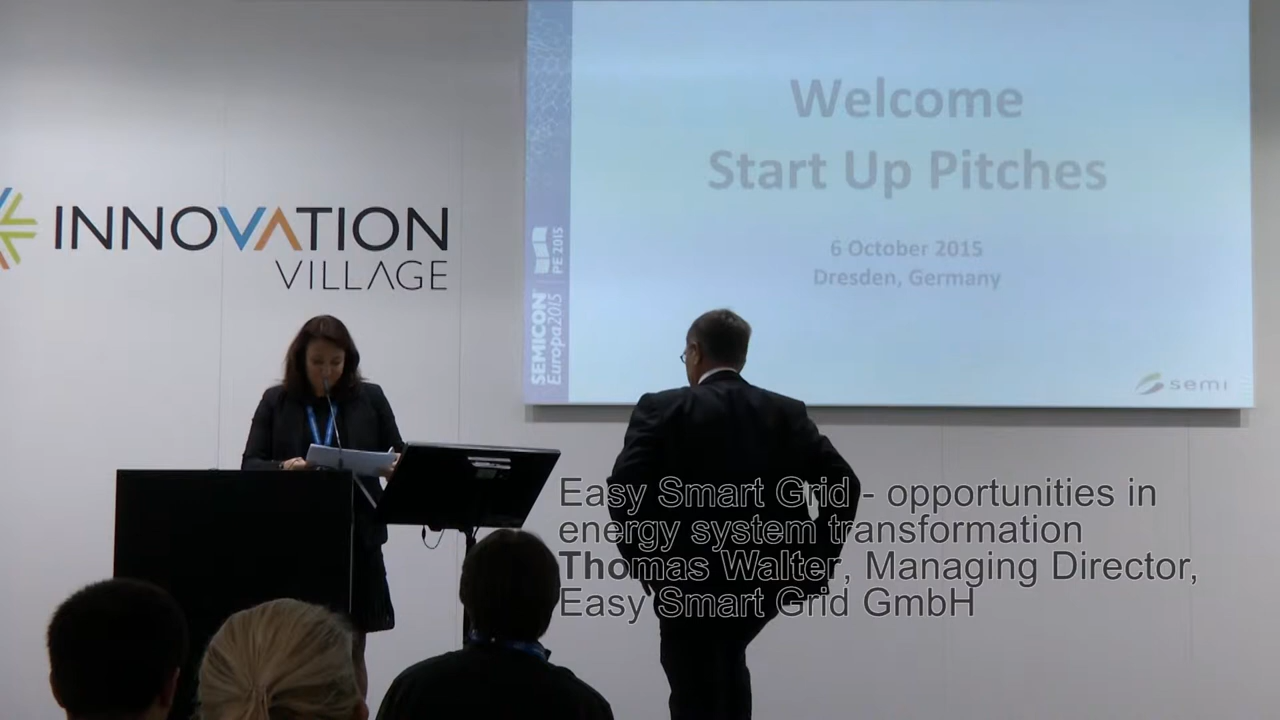 INNOVATION
VILLAGE
Welcome
Start Up Pitches
6 October 2015
Dresden, Germany
SEMICON
Europa2015
PE 2015
semi
Easy Smart Grid - opportunities in
energy system transformation
Thomas Walter, Managing Director,
Easy Smart Grid GmbH